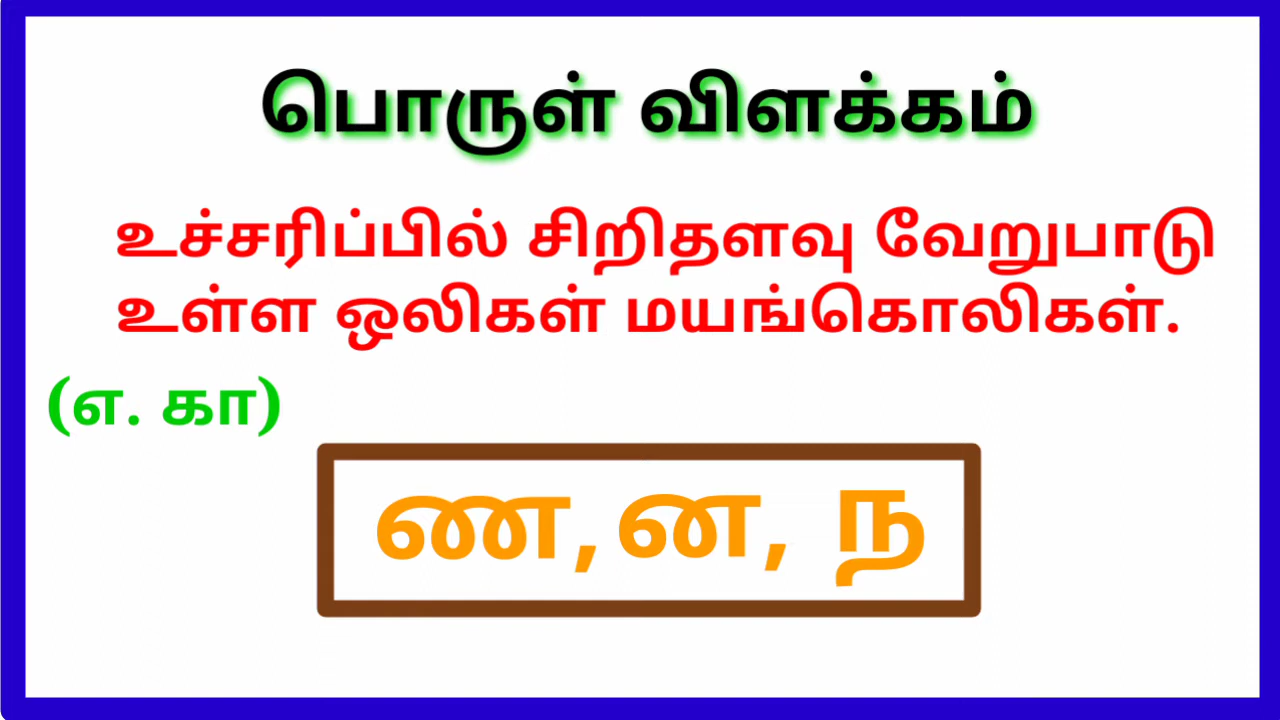 பொருள் விளக்கம்
உச்சரிப்பில் சிறிதளவு வேறுபாடு
உள்ள ஒலிகள் மயங்கொலிகள்.
(எ. கா)
ண, ன, ந